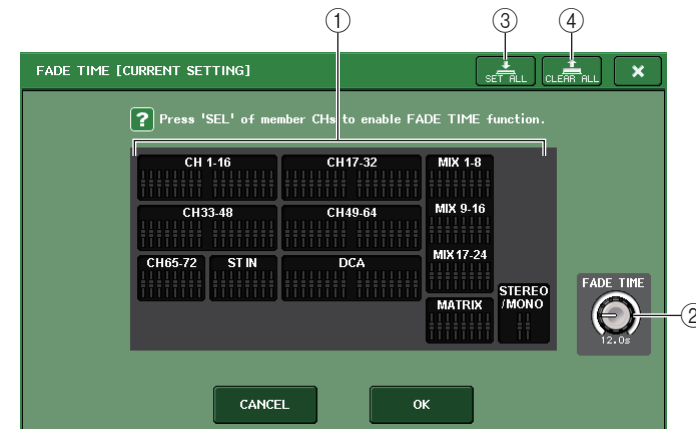 ① ③ ④
FADE TIME [CURRENT SETTING]
SET ALL
CLEAR ALL
×
? Press 'SEL' of member CHs to enable FADE TIME function.
CH 1-16
CH17-32
MIX 1-8
CH33-48
CH49-64
MIX 9-16
CH65-72
ST IN
DCA
MIX17-24
MATRIX
STEREO
/MONO
FADE TIME
②
12.0s
CANCEL
OK